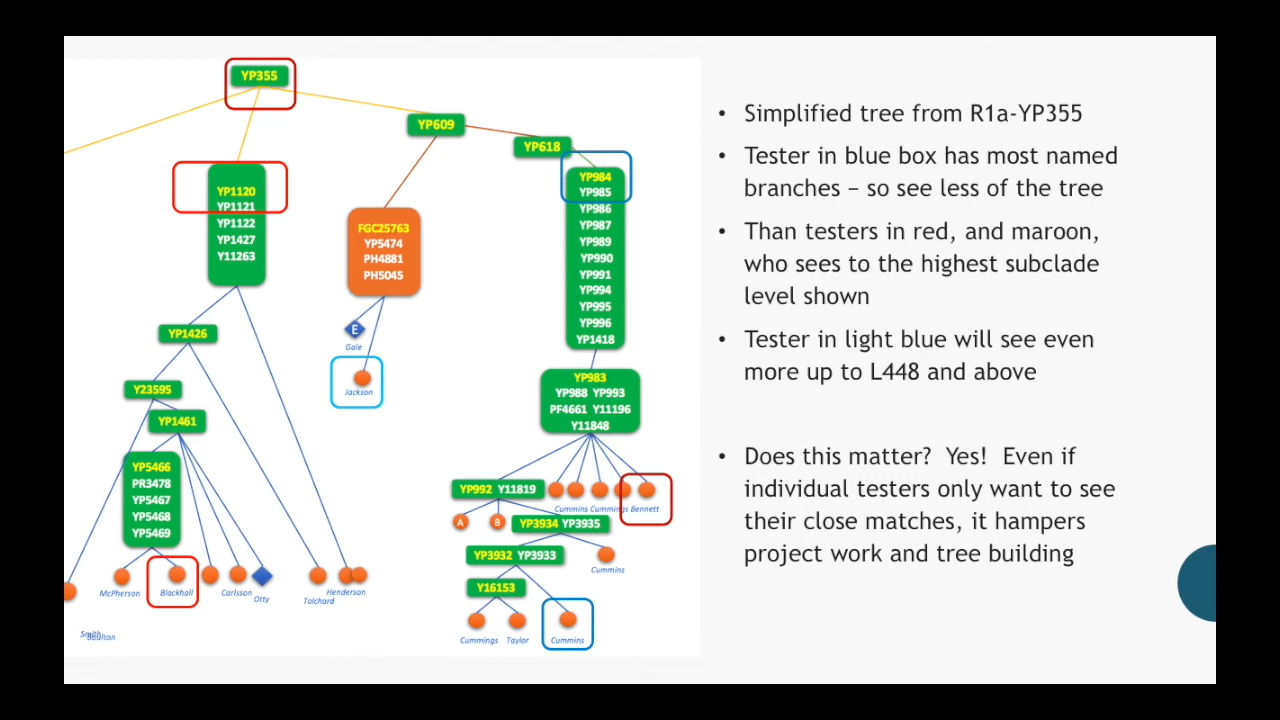 YP355
YP609
YP618
YP1120
YP1121
YP1122
YP1427
Y11263
FGC25763
YP5474
PH4881
PH5045
YP984
YP985
YP986
YP987
YP989
YP990
YP991
YP994
YP995
YP996
YP1418
E
Gale
Jackson
YP1426
Y23595
YP1461
YP983
YP988 YP993
PF4661 Y11196
Y11848
YP5466
PR3478
YP5467
YP5468
YP5469
YP992 Y11819
Cummins Cummings Bennett
A
B
YP3934 YP3935
YP3932 YP3933
Cummins
Y16153
McPherson
Blackhall
Carlsson
Otty
Tolchard
Henderson
Smith
Boulton
Cummings
Taylor
Cummins
• Simplified tree from R1a-YP355
• Tester in blue box has most named
branches – so see less of the tree
• Than testers in red, and maroon,
who sees to the highest subclade
level shown
• Tester in light blue will see even
more up to L448 and above
• Does this matter? Yes! Even if
individual testers only want to see
their close matches, it hampers
project work and tree building